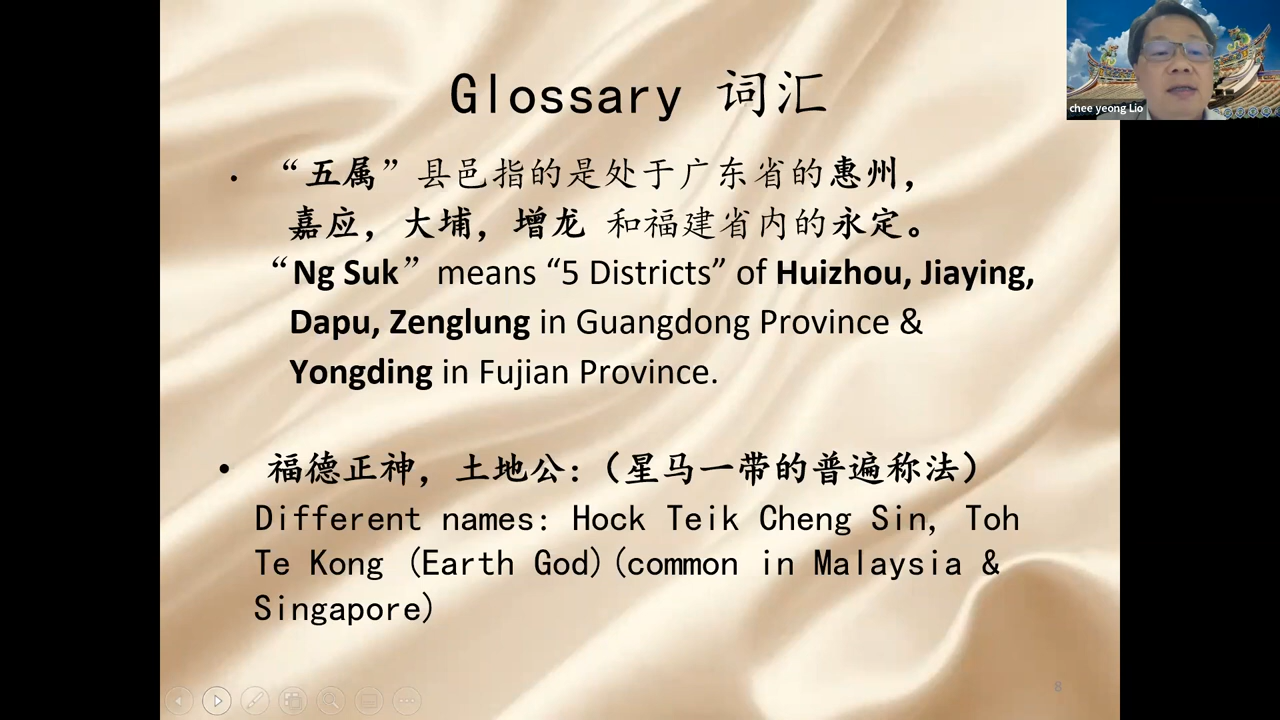 Glossary 词汇
chee yeong Lio
• “五属”县邑指的是处于广东省的惠州，
嘉应，大埔，增龙 和福建省内的永定。
“Ng Suk” means “5 Districts” of Huizhou, Jiaying,
Dapu, Zenglung in Guangdong Province &
Yongding in Fujian Province.
• 福德正神，土地公：（星马一带的普遍称法）
Different names: Hock Teik Cheng Sin, Toh
Te Kong (Earth God)(common in Malaysia &
Singapore)
8